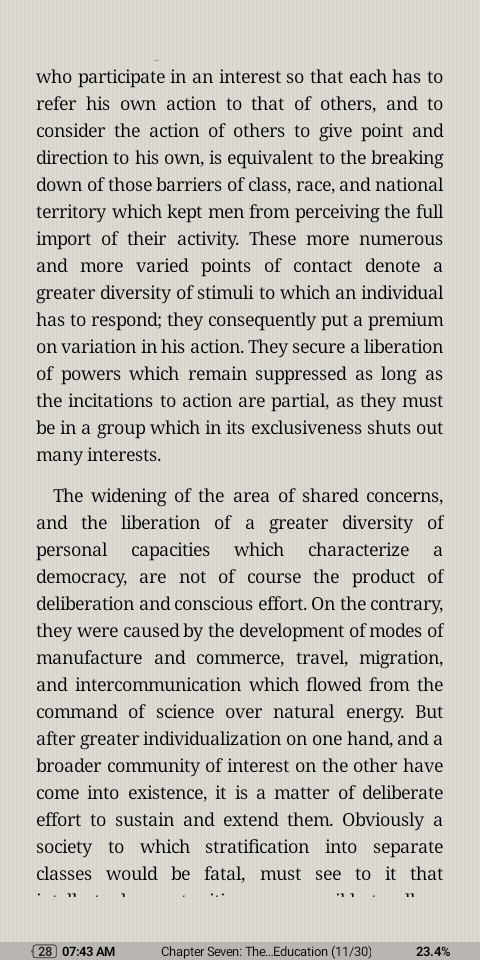 who participate in an interest so that each has to
refer his own action to that of others, and to
consider the action of others to give point and
direction to his own, is equivalent to the breaking
down of those barriers of class, race, and national
territory which kept men from perceiving the full
import of their activity. These more numerous
and more varied points of contact denote a
greater diversity of stimuli to which an individual
has to respond; they consequently put a premium
on variation in his action. They secure a liberation
of powers which remain suppressed as long as
the incitations to action are partial, as they must
be in a group which in its exclusiveness shuts out
many interests.
The widening of the area of shared concerns,
and the liberation of a greater diversity of
personal capacities which characterize a
democracy, are not of course the product of
deliberation and conscious effort. On the contrary,
they were caused by the development of modes of
manufacture and commerce, travel, migration,
and intercommunication which flowed from the
command of science over natural energy. But
after greater individualization on one hand, and a
broader community of interest on the other have
come into existence, it is a matter of deliberate
effort to sustain and extend them. Obviously a
society to which stratification into separate
classes would be fatal, must see to it that
28 07:43 AM Chapter Seven: The...Education (11/30) 23.4%